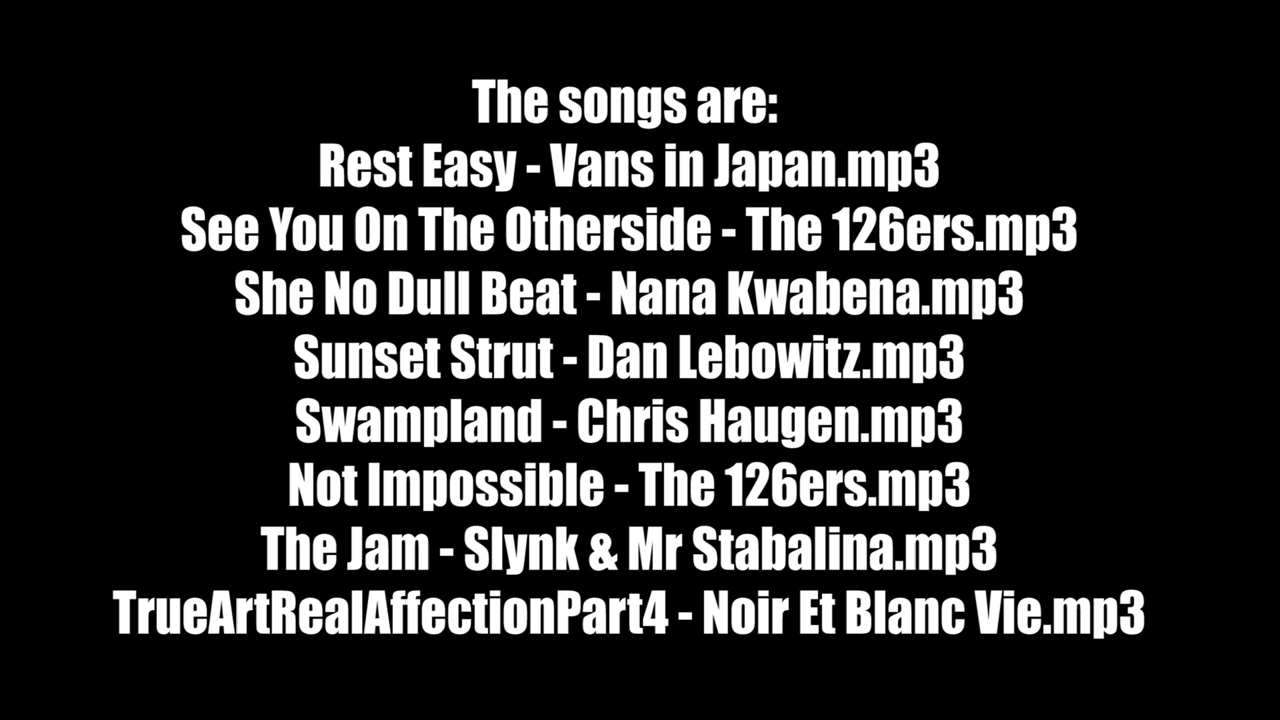 The songs are:
Rest Easy - Vans in Japan.mp3
See You On The Otherside - The 126ers.mp3
She No Dull Beat - Nana Kwabena.mp3
Sunset Strut - Dan Lebowitz.mp3
Swampland - Chris Haugen.mp3
Not Impossible - The 126ers.mp3
The Jam - Slynk & Mr Stabalina.mp3
TrueArtRealAffectionPart4 - Noir Et Blanc Vie.mp3